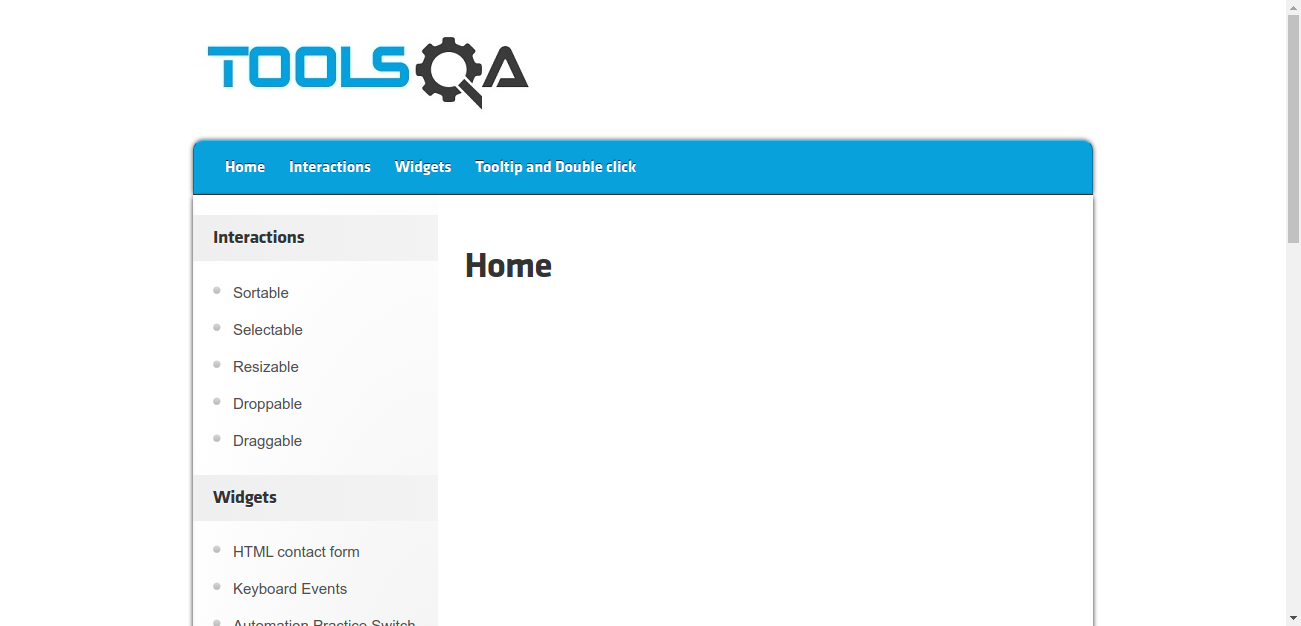 TOOLSQA
Home Interactions Widgets Tooltip and Double click
Interactions
Home
Sortable
Selectable
Resizable
Droppable
Draggable
Widgets
HTML contact form
Keyboard Events
Automation Practice Switch